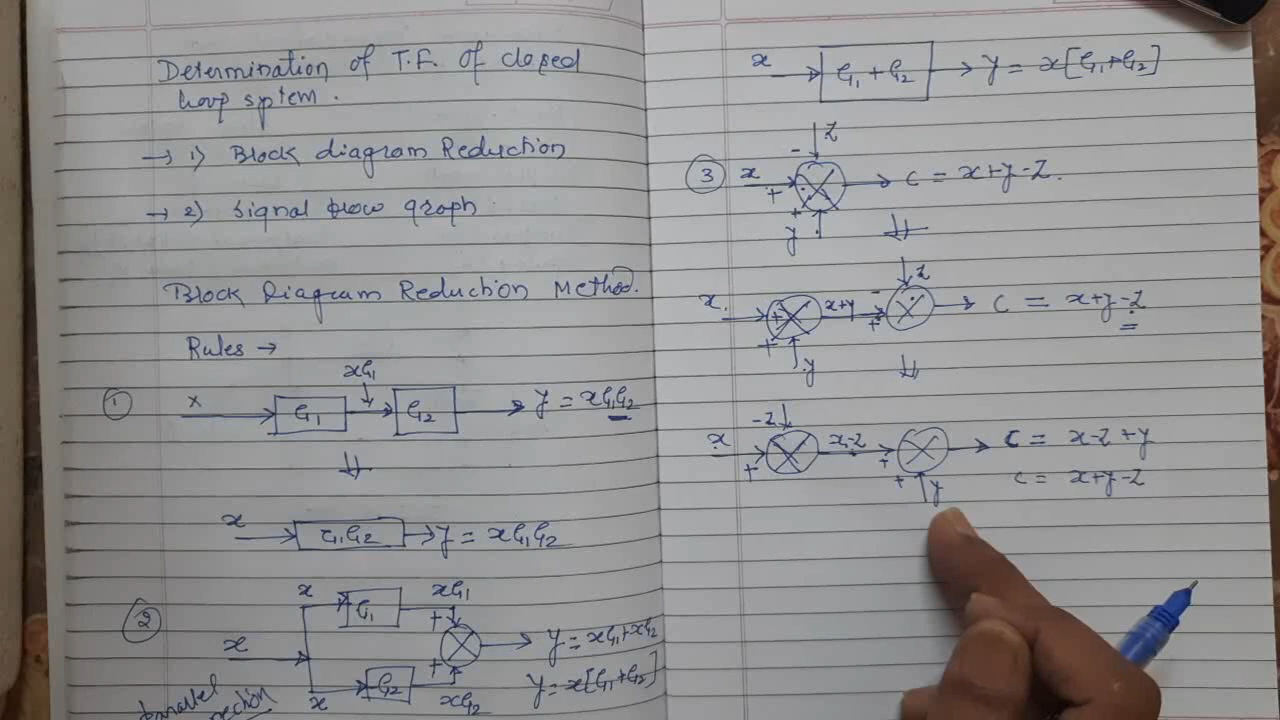 Determination of T.F. of closed
loop system.
→ 1) Block diagram Reduction
→ 2) Signal flow graph.
Block Diagram Reduction Method.
Rules →
xG1
① x G1 G2 y = xG1G2
⇓
x G1G2 y = xG1G2
② x G1 xG1
+
x y = xG1+xG2
+
x G2 xG2 y = x[G1+G2]
Parallel
x G1 + G2 y = x[G1+G2]
- z
③ x + C = x+y-z.
+
y
⇓
z
x + x+y - + C = x+y-z
+
y
⇓
-z
x + x-z + C = x-z+y
+ y C = x+y-z